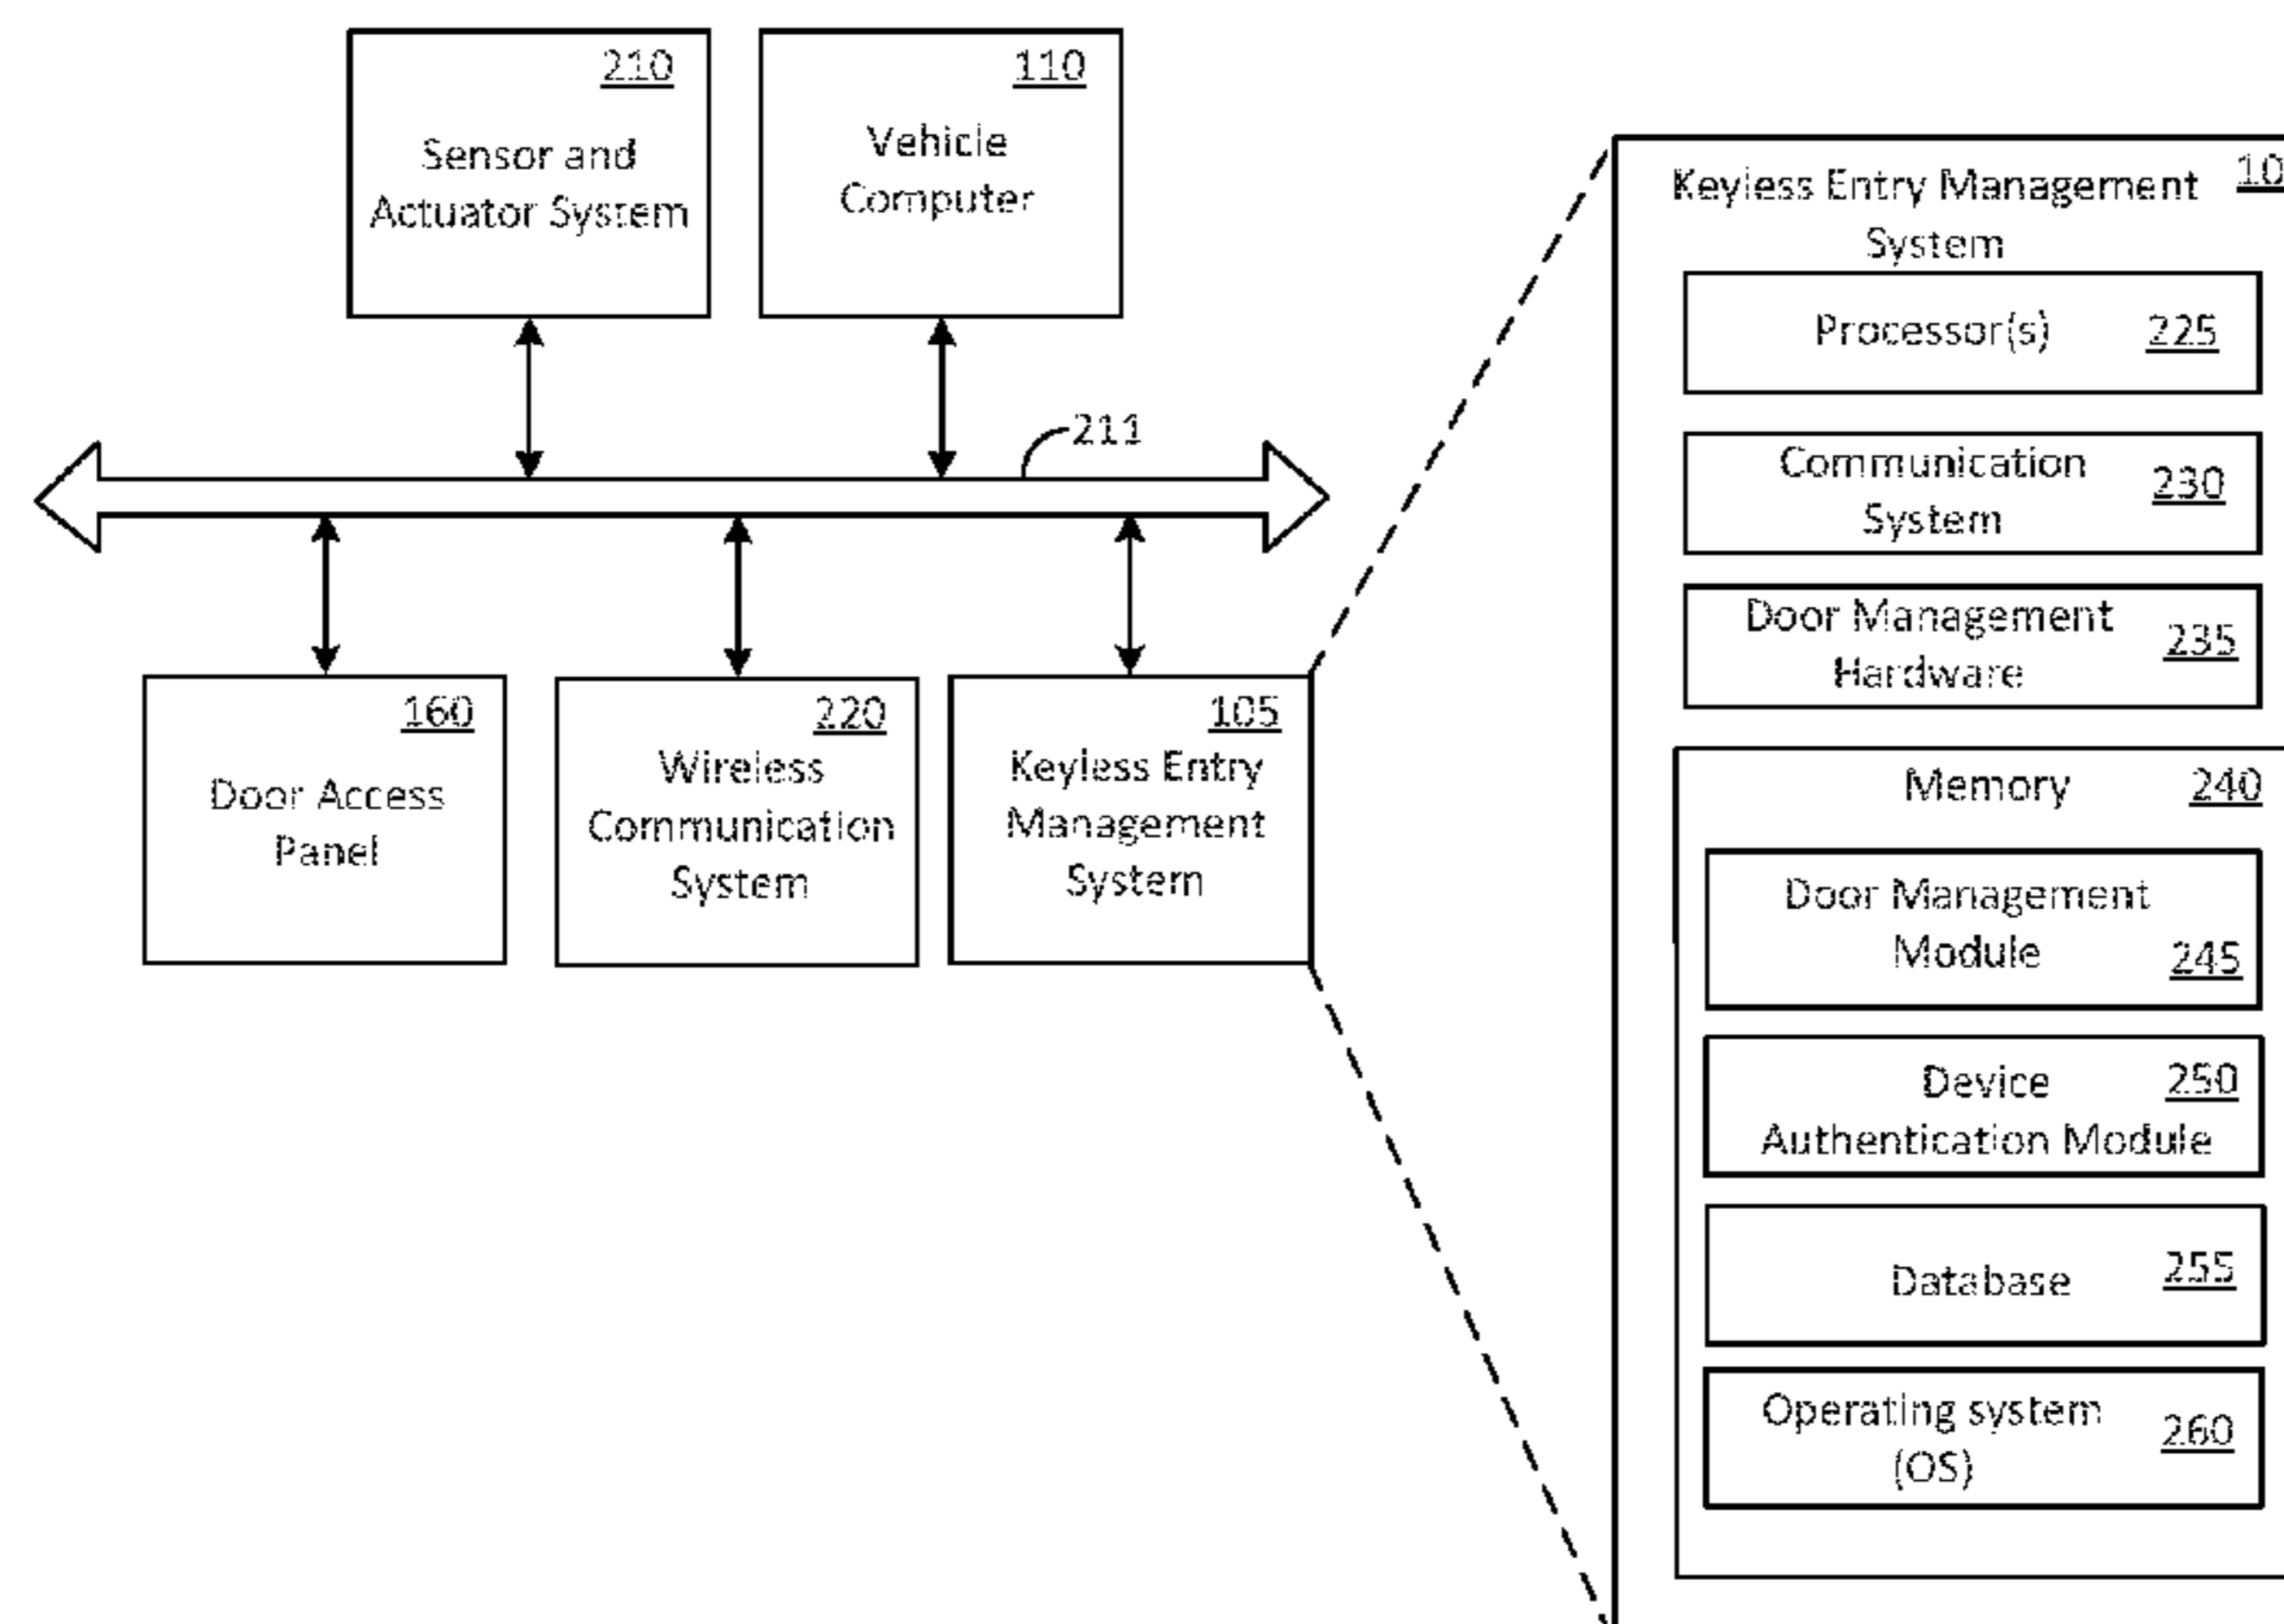 210
Sensor and
Actuator System
110
Vehicle
Computer
211
160
Door Access
Panel
220
Wireless
Communication
System
105
Keyless Entry
Management
System
Keyless Entry Management 10
System
Processor(s) 225
Communication
System 230
Door Management
Hardware 235
Memory 240
Door Management
Module 245
Device 250
Authentication Module
Database 255
Operating system
(OS) 260